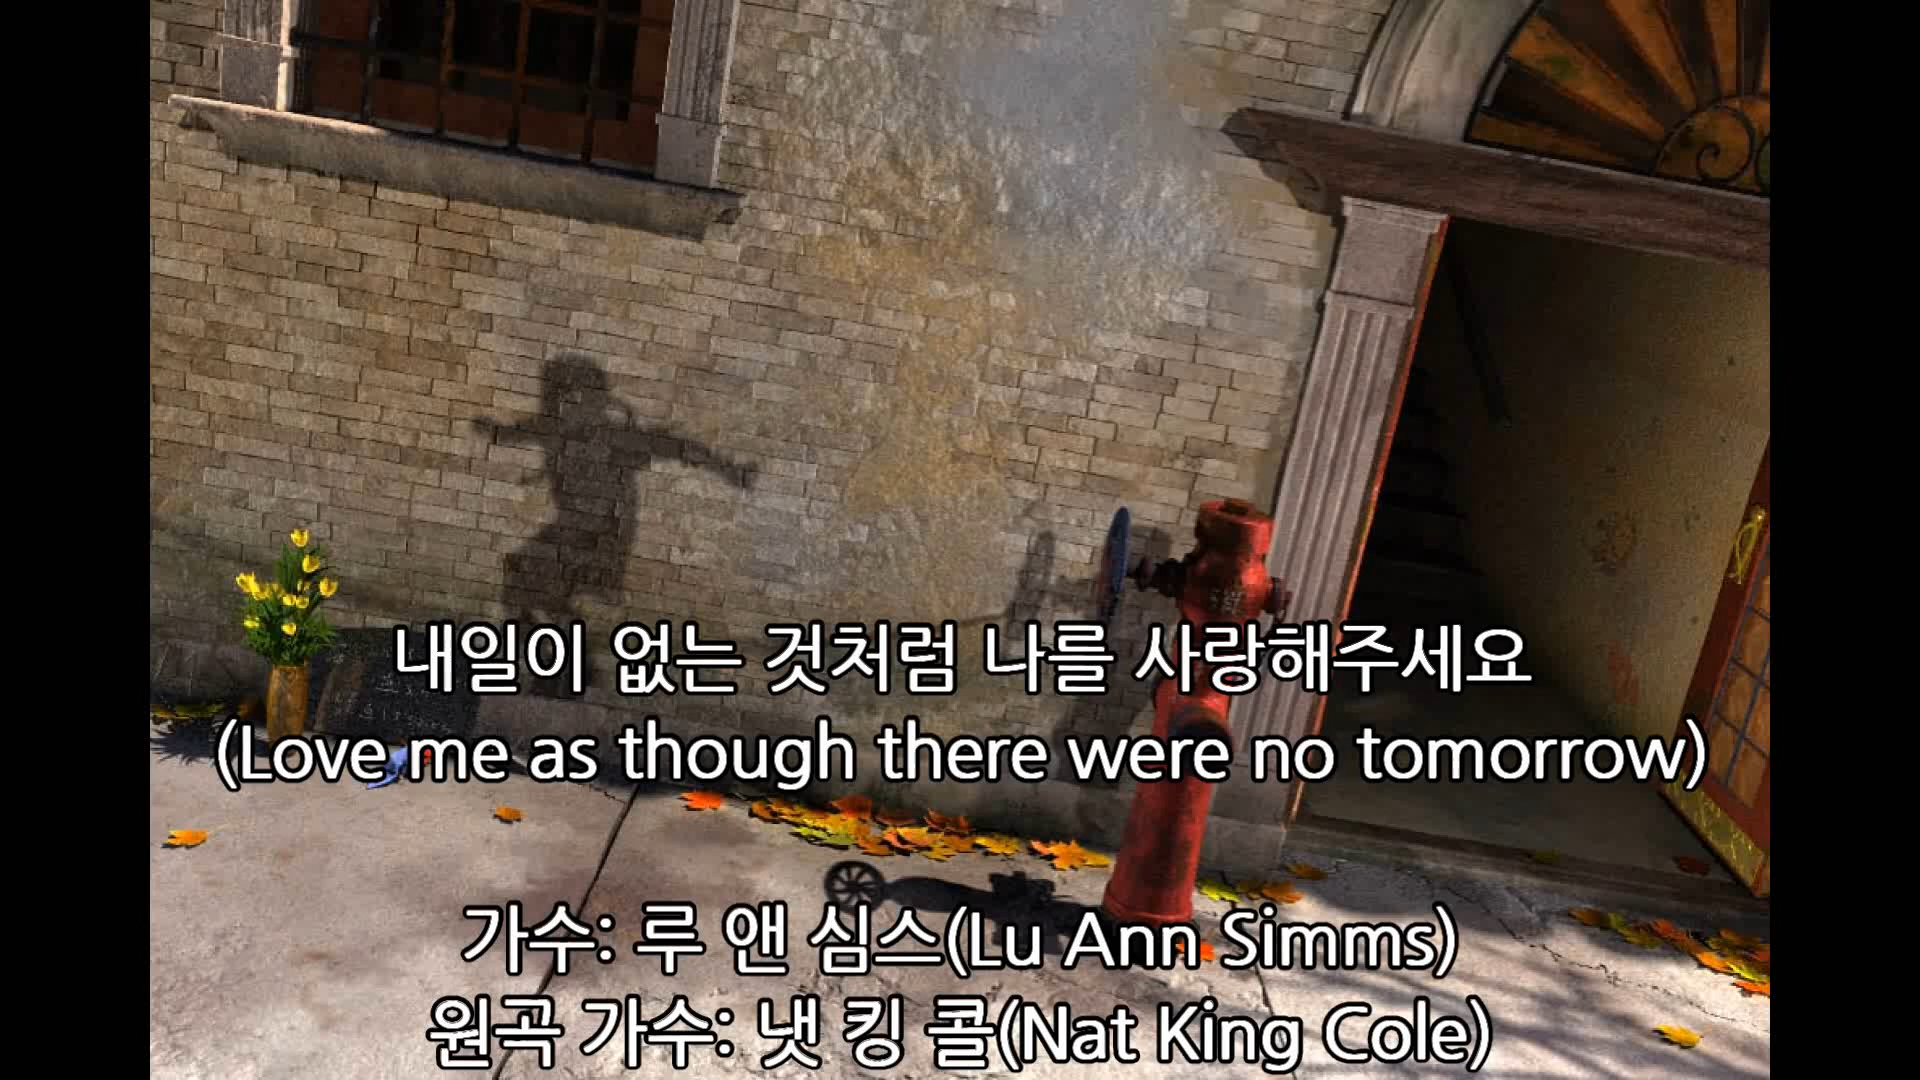 내일이 없는 것처럼 나를 사랑해주세요
(Love me as though there were no tomorrow)
가수: 루 앤 심스(Lu Ann Simms)
원곡 가수: 냇 킹 콜(Nat King Cole)